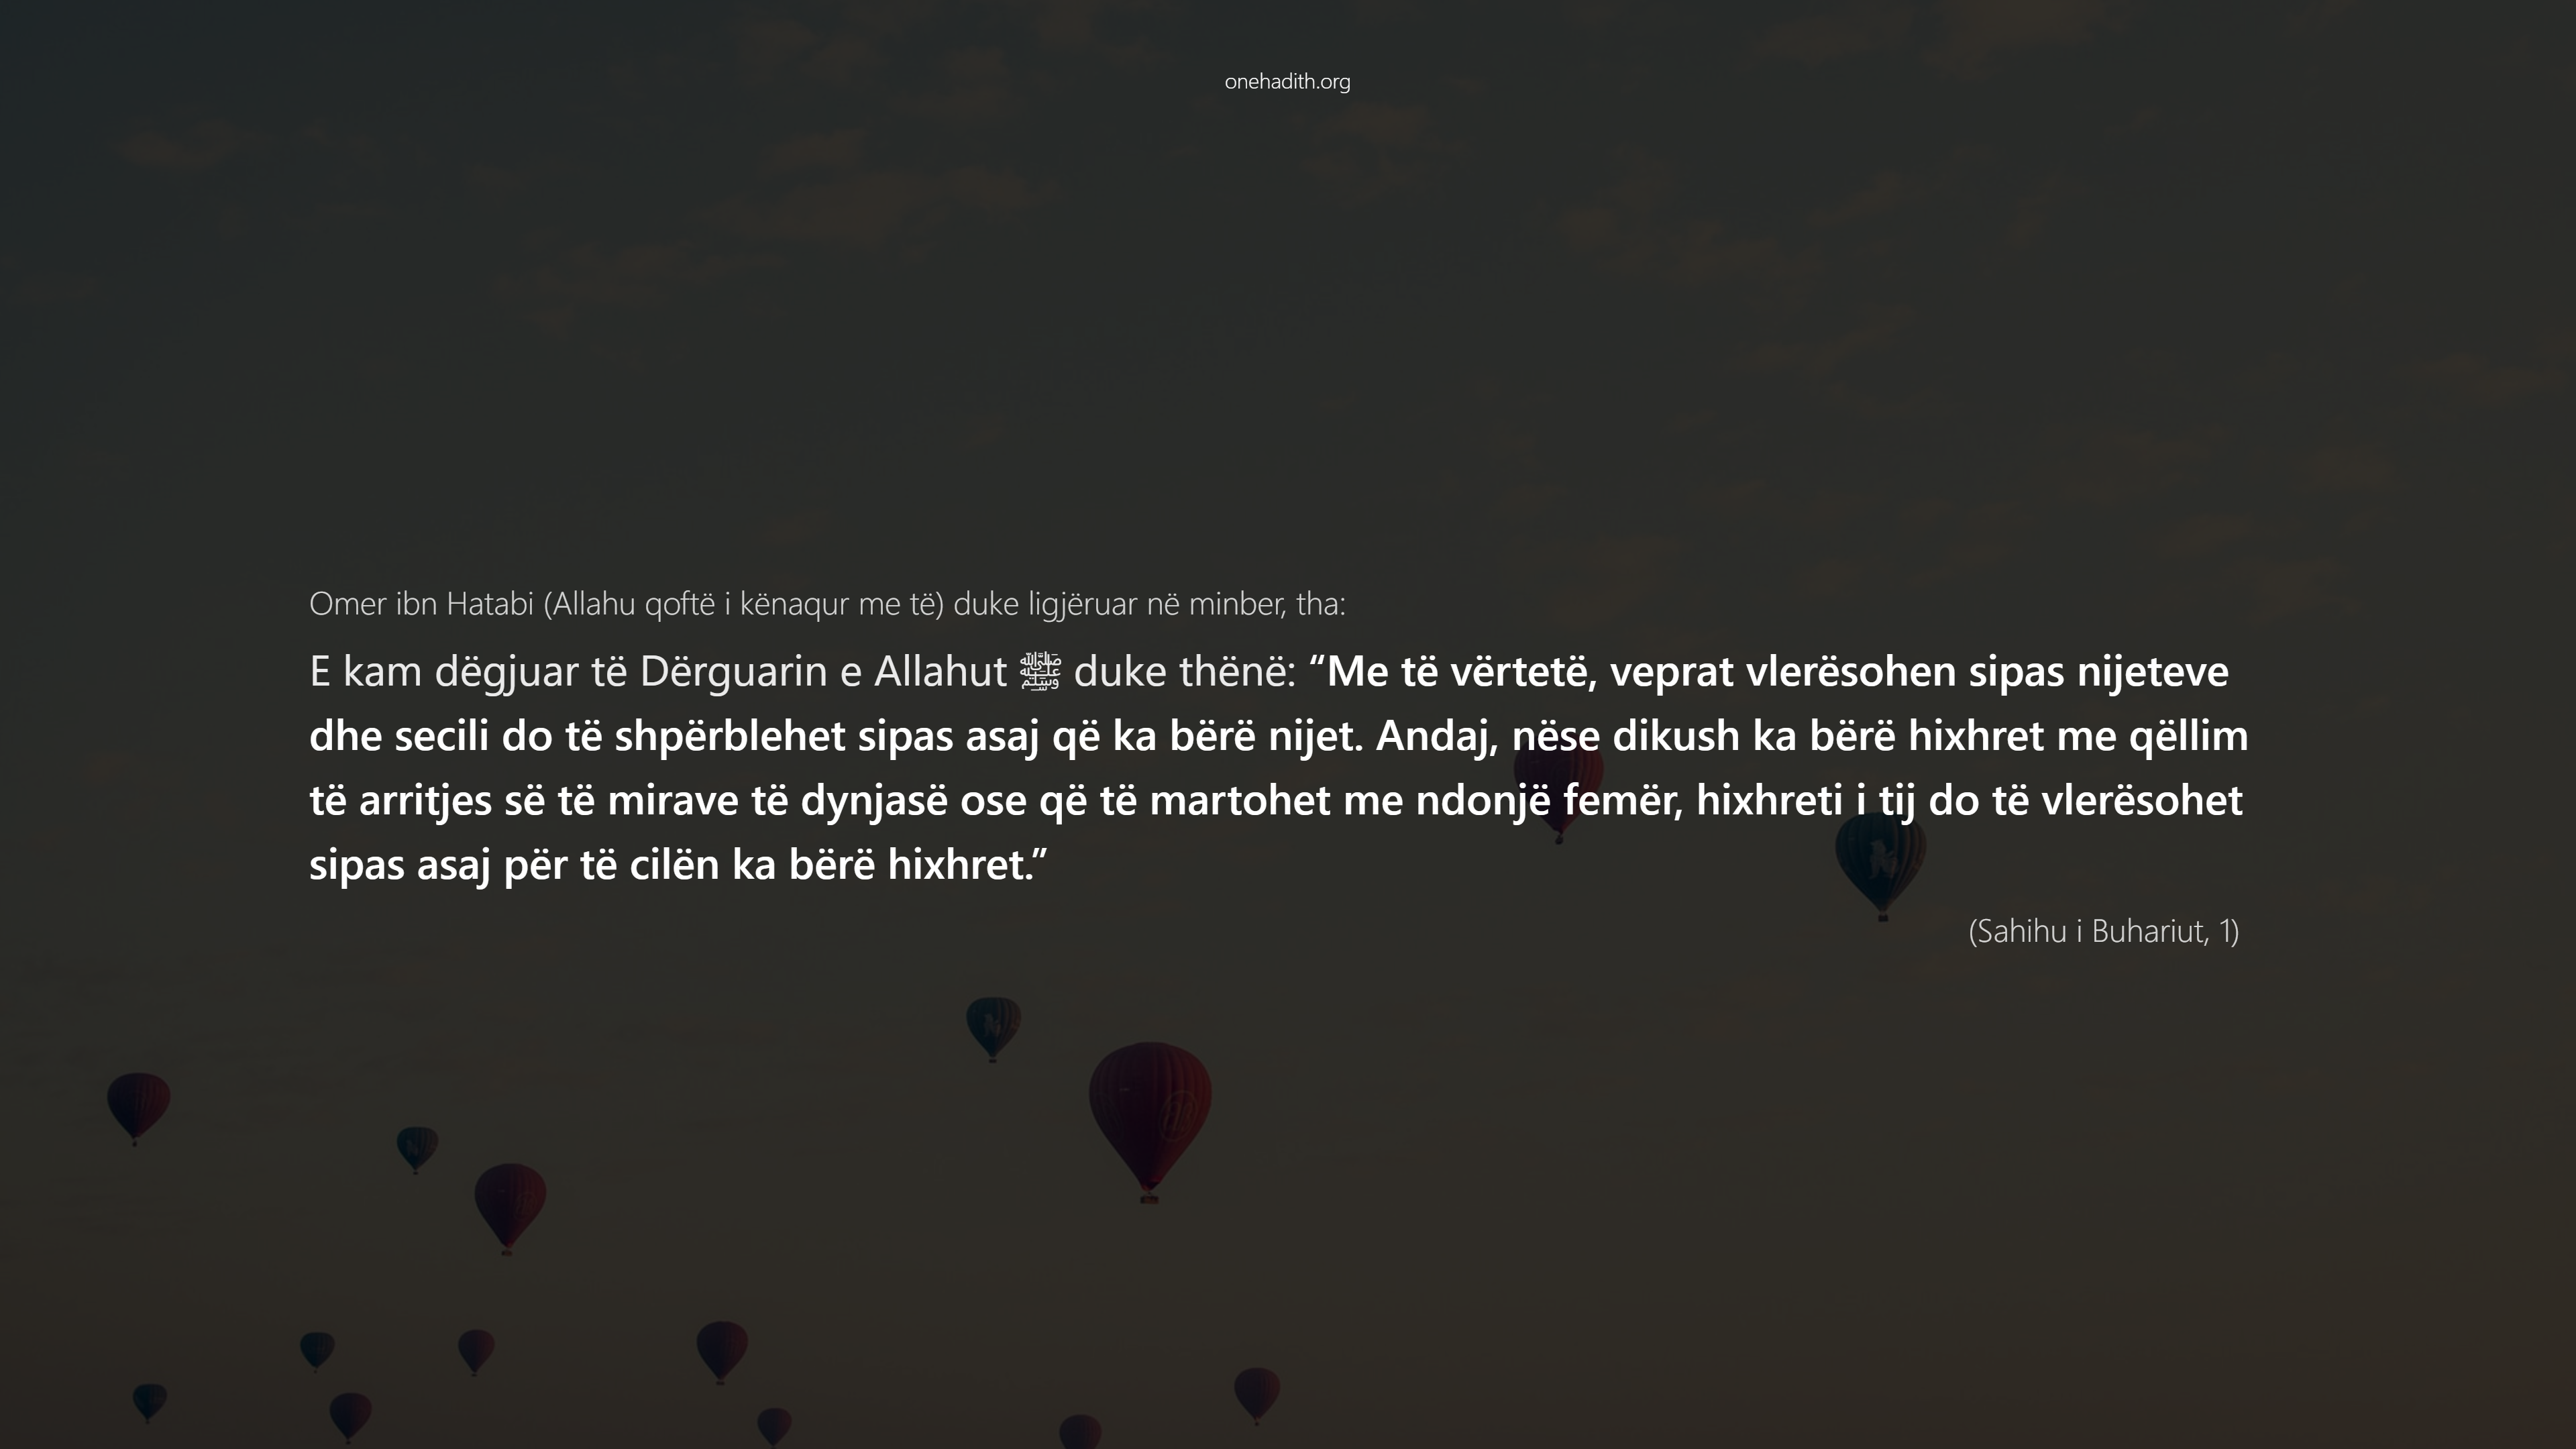 onehadith.org
Omer ibn Hatabi (Allahu qoftë i kënaqur me të) duke ligjëruar në minber, tha:
E kam dëgjuar të Dërguarin e Allahut ﷺ duke thënë: “Me të vërtetë, veprat vlerësohen sipas nijeteve
dhe secili do të shpërblehet sipas asaj që ka bërë nijet. Andaj, nëse dikush ka bërë hixhret me qëllim
të arritjes së të mirave të dynjasë ose që të martohet me ndonjë femër, hixhreti i tij do të vlerësohet
sipas asaj për të cilën ka bërë hixhret.”
(Sahihu i Buhariut, 1)